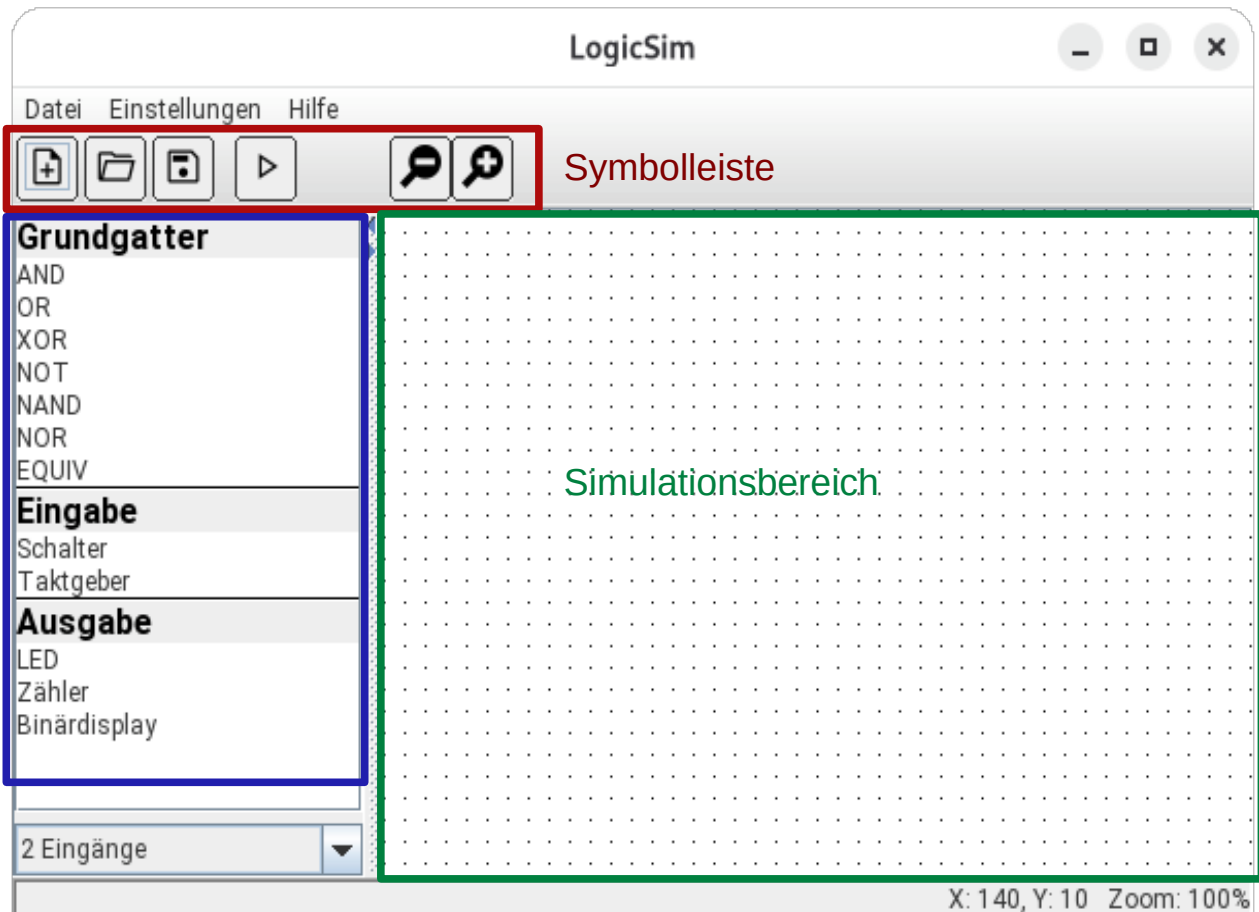 LogicSim
Datei Einstellungen Hilfe
Symbolleiste
Grundgatter
AND
OR
XOR
NOT
NAND
NOR
EQUIV
Simulationsbereich
Eingabe
Schalter
Taktgeber
Ausgabe
LED
Zähler
Binärdisplay
2 Eingänge
X: 140, Y: 10 Zoom: 100%